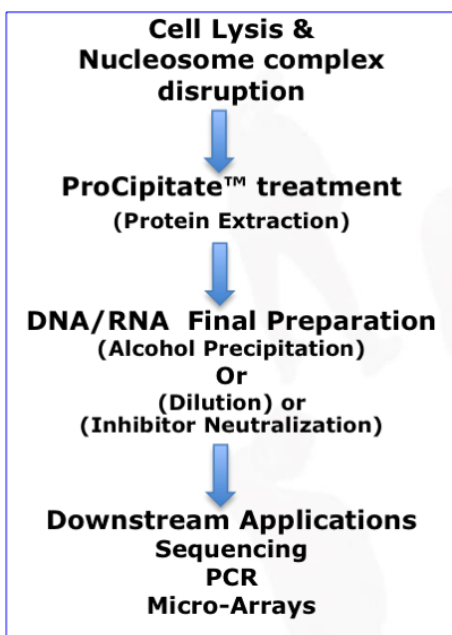 Cell Lysis &
Nucleosome complex
disruption
ProCipitate™ treatment
(Protein Extraction)
DNA/RNA Final Preparation
(Alcohol Precipitation)
Or
(Dilution) or
(Inhibitor Neutralization)
Downstream Applications
Sequencing
PCR
Micro-Arrays